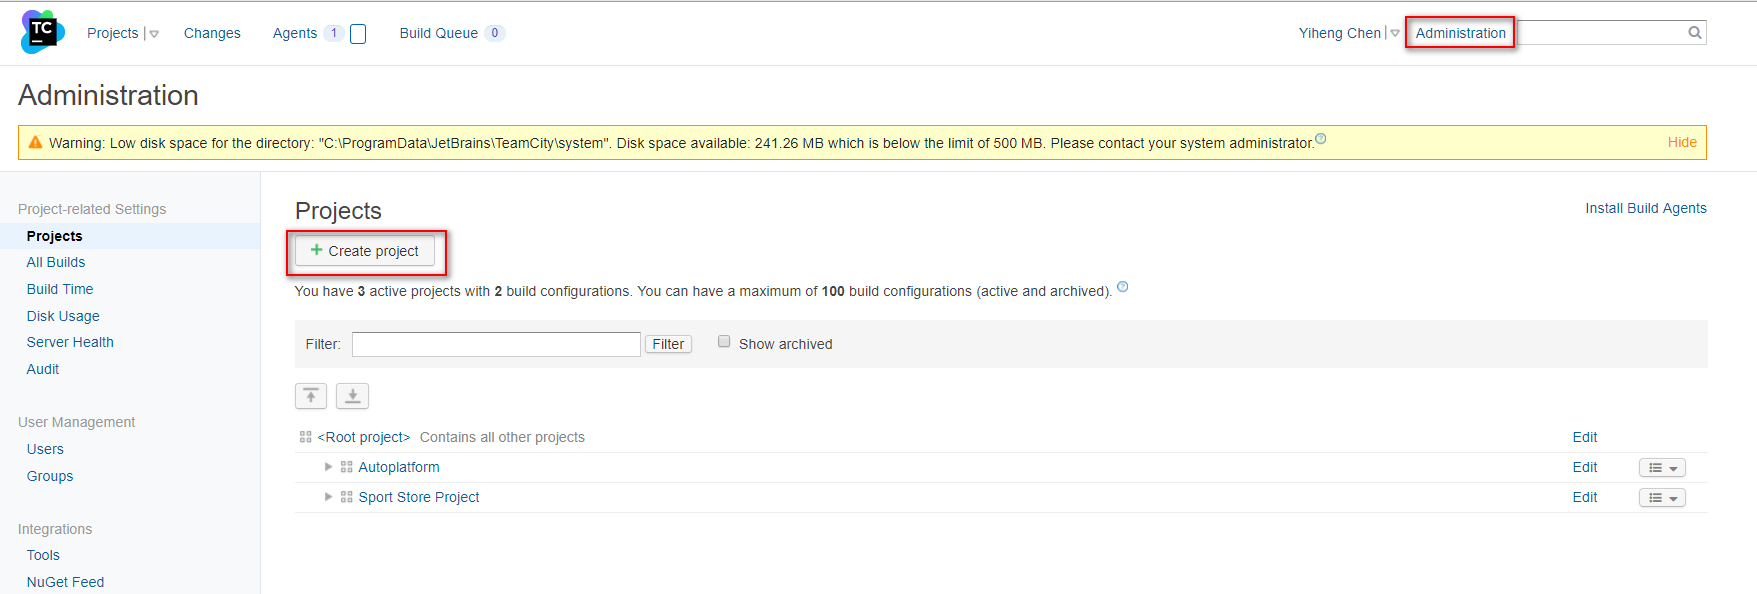 TC
Projects
Changes
Agents 1
Build Queue 0
Yiheng Chen
Administration
Administration
Warning: Low disk space for the directory: "C:\ProgramData\JetBrains\TeamCity\system". Disk space available: 241.26 MB which is below the limit of 500 MB. Please contact your system administrator.
Hide
Project-related Settings
Projects
All Builds
Build Time
Disk Usage
Server Health
Audit
User Management
Users
Groups
Integrations
Tools
NuGet Feed
Projects
Install Build Agents
+ Create project
You have 3 active projects with 2 build configurations. You can have a maximum of 100 build configurations (active and archived). ?
Filter:
Filter
Show archived
<Root project> Contains all other projects
Edit
Autoplatform
Edit
Sport Store Project
Edit